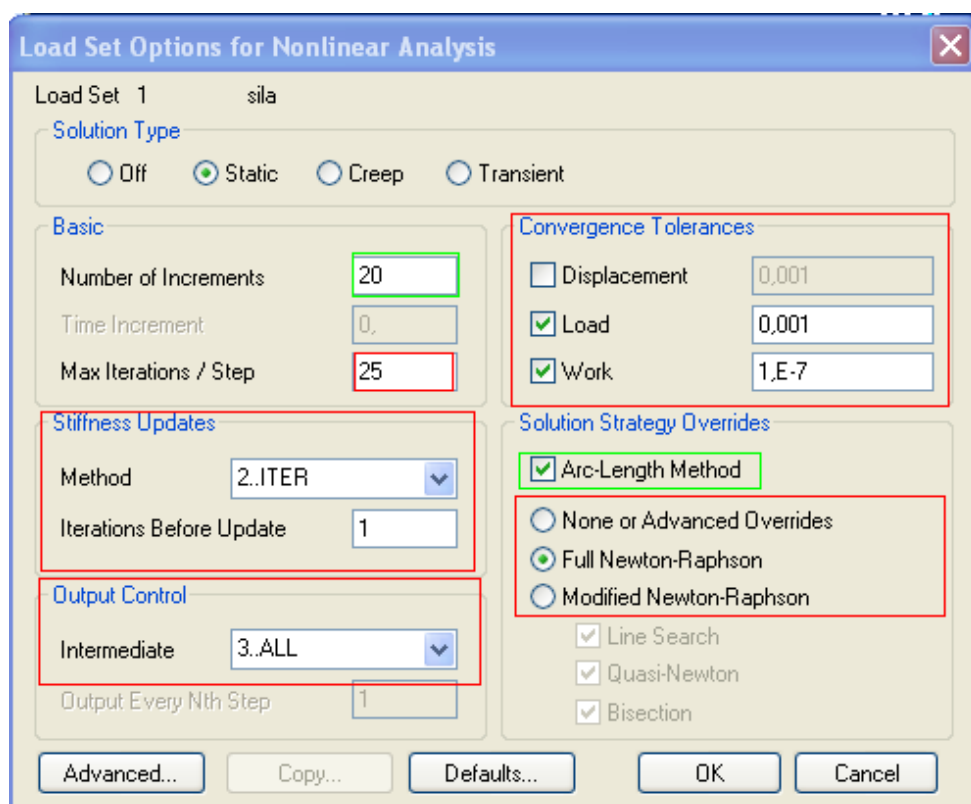 Load Set Options for Nonlinear Analysis
Load Set 1 sila
Solution Type
Off Static Creep Transient
Basic
Number of Increments 20
Time Increment 0,
Max Iterations / Step 25
Convergence Tolerances
Displacement 0,001
Load 0,001
Work 1,E-7
Stiffness Updates
Method 2..ITER
Iterations Before Update 1
Solution Strategy Overrides
Arc-Length Method
None or Advanced Overrides
Full Newton-Raphson
Modified Newton-Raphson
Line Search
Quasi-Newton
Bisection
Output Control
Intermediate 3..ALL
Output Every Nth Step 1
Advanced... Copy... Defaults... OK Cancel